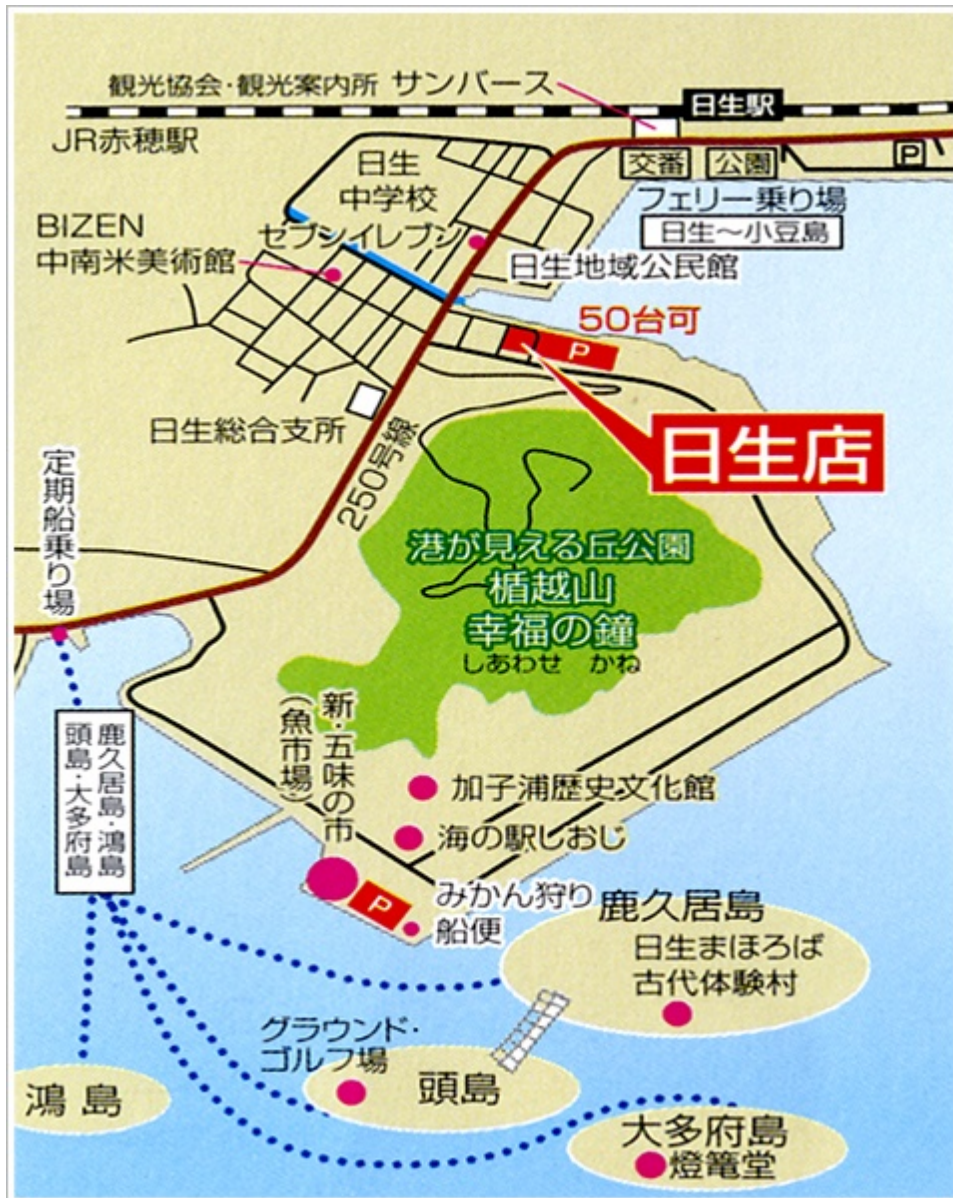 観光協会・観光案内所 サンバース
日生駅
JR赤穂駅
交番
公園
P
日生
中学校
フェリー乗り場
日生〜小豆島
BIZEN
中南米美術館
セブンイレブン
日生地域公民館
50台可
P
日生店
日生総合支所
250号線
定期船乗り場
港が見える丘公園
楯越山
幸福の鐘
しあわせ かね
新・五味の市
(魚市場)
鹿久居島・鴻島
頭島・大多府島
加子浦歴史文化館
海の駅しおじ
P
みかん狩り
船便
鹿久居島
日生まほろば
古代体験村
グラウンド・
ゴルフ場
頭島
鴻島
大多府島
燈篭堂